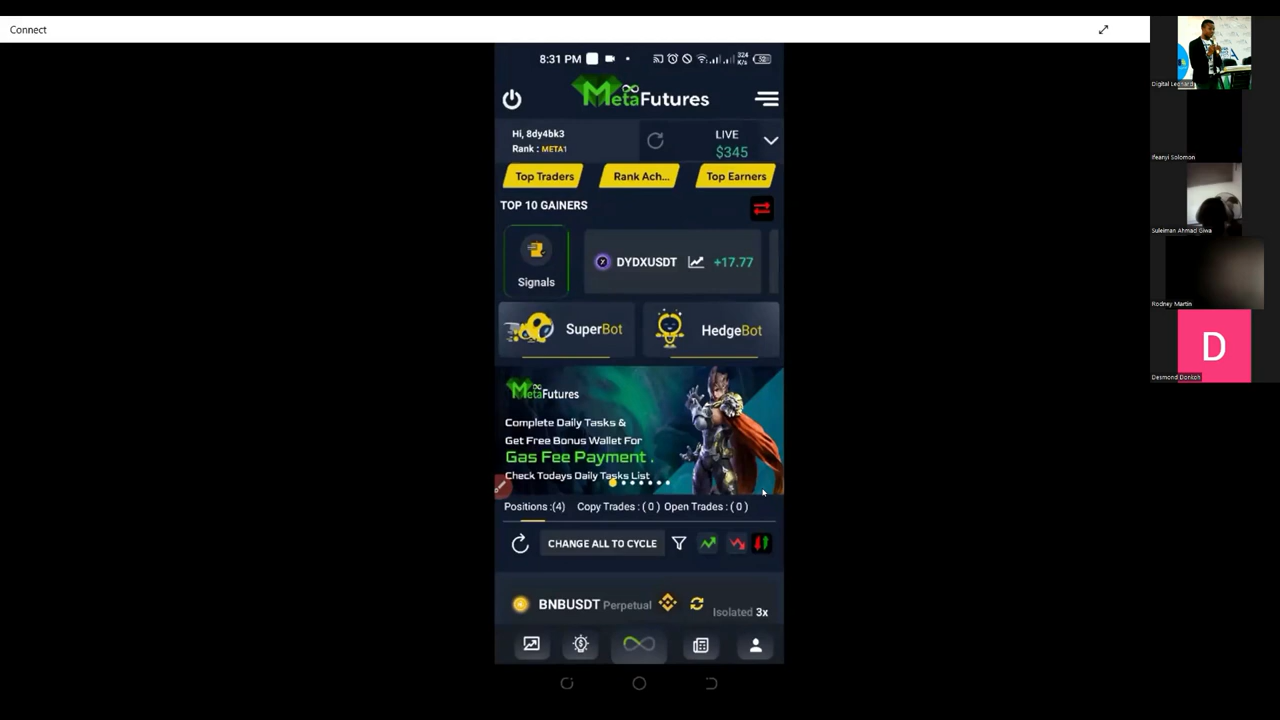 Connect
8:31 PM
324
K/s
52
MetaFutures
Hi, 8dy4bk3
Rank : META1
LIVE
$345
Top Traders
Rank Ach...
Top Earners
TOP 10 GAINERS
Signals
DYDXUSDT
+17.77
SuperBot
HedgeBot
MetaFutures
Complete Daily Tasks &
Get Free Bonus Wallet For
Gas Fee Payment .
Check Todays Daily Tasks List
Positions :(4) Copy Trades : ( 0 ) Open Trades : ( 0 )
CHANGE ALL TO CYCLE
BNBUSDT Perpetual
Isolated 3x
Digital Leonard
Ifeanyi Solomon
Suleiman Ahmad Giwa
Rodney Martin
D
Desmond Donkoh